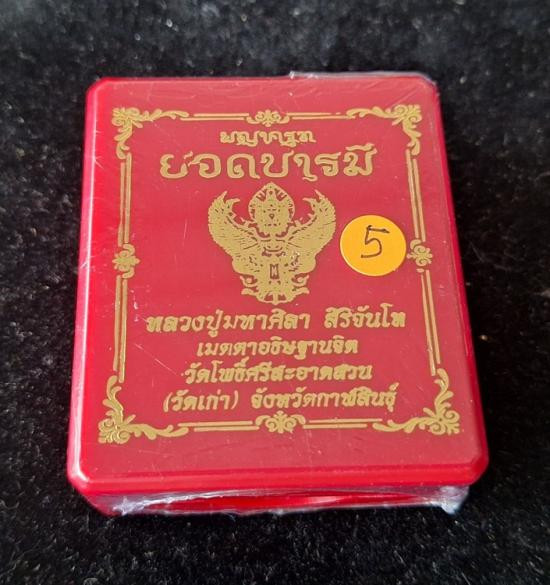 พญาครุฑ
ยอดบารมี
5
หลวงปู่มหาศิลา สิริจันโท
เมตตาอธิษฐานจิต
วัดโพธิ์ศรีสะอาดสวน
(วัดเก่า) จังหวัดกาฬสินธุ์